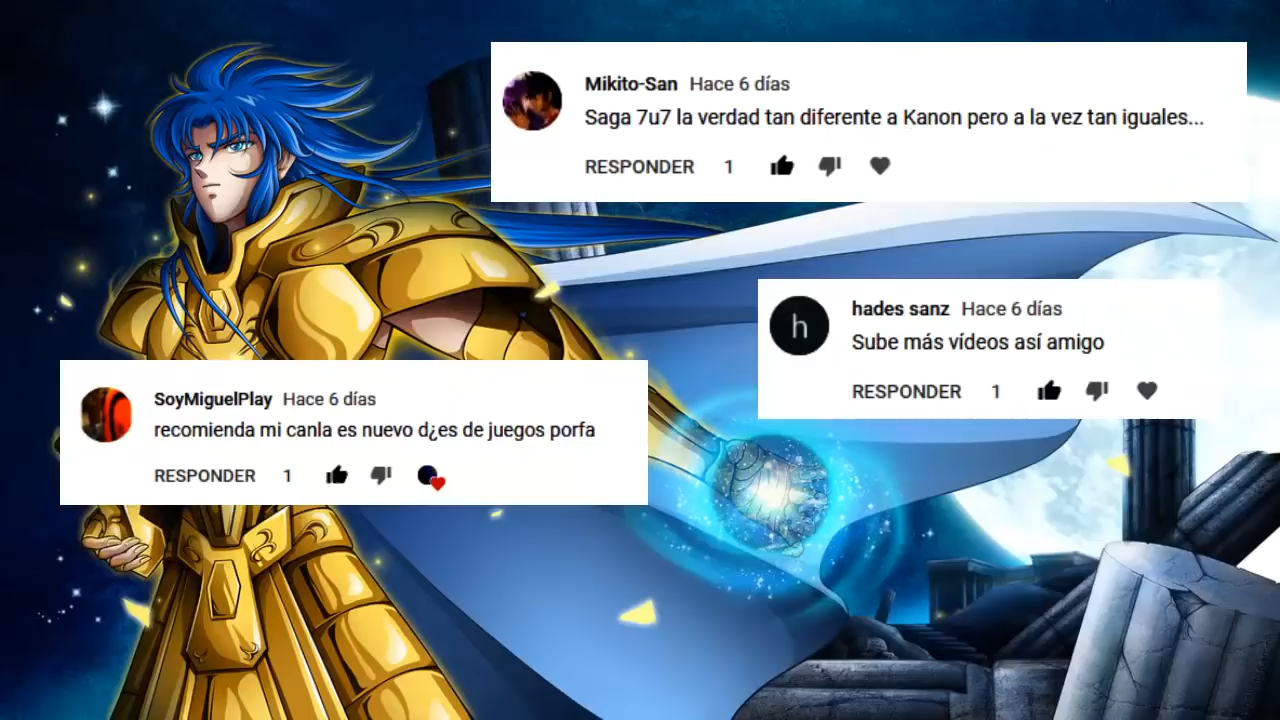 Mikito-San Hace 6 días
Saga 7u7 la verdad tan diferente a Kanon pero a la vez tan iguales...
RESPONDER 1
h
hades sanz Hace 6 días
Sube más vídeos así amigo
RESPONDER 1
SoyMiguelPlay Hace 6 días
recomienda mi canla es nuevo d¿es de juegos porfa
RESPONDER 1